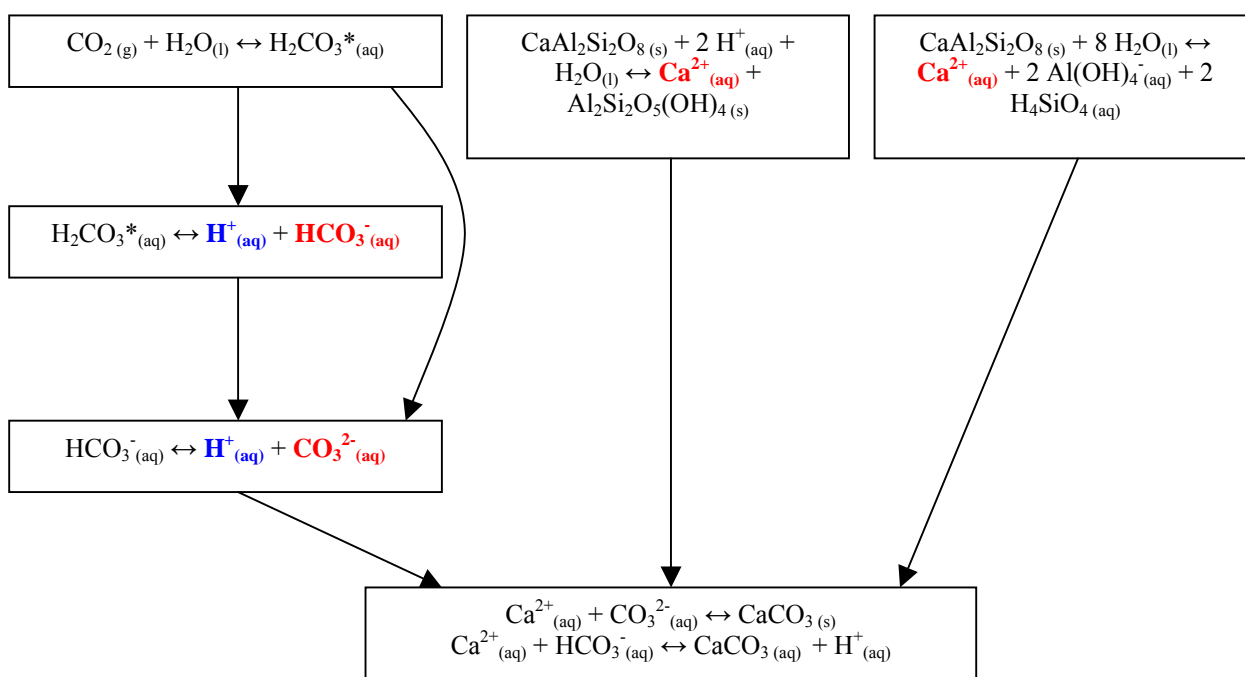 CO₂ (g) + H₂O(l) ↔ H₂CO₃*(aq)
CaAl₂Si₂O₈ (s) + 2 H⁺(aq) +
H₂O(l) ↔ Ca²⁺(aq) +
Al₂Si₂O₅(OH)₄ (s)
CaAl₂Si₂O₈ (s) + 8 H₂O(l) ↔
Ca²⁺(aq) + 2 Al(OH)₄⁻(aq) + 2
H₄SiO₄ (aq)
H₂CO₃*(aq) ↔ H⁺(aq) + HCO₃⁻(aq)
HCO₃⁻(aq) ↔ H⁺(aq) + CO₃²⁻(aq)
Ca²⁺(aq) + CO₃²⁻(aq) ↔ CaCO₃ (s)
Ca²⁺(aq) + HCO₃⁻(aq) ↔ CaCO₃ (aq) + H⁺(aq)